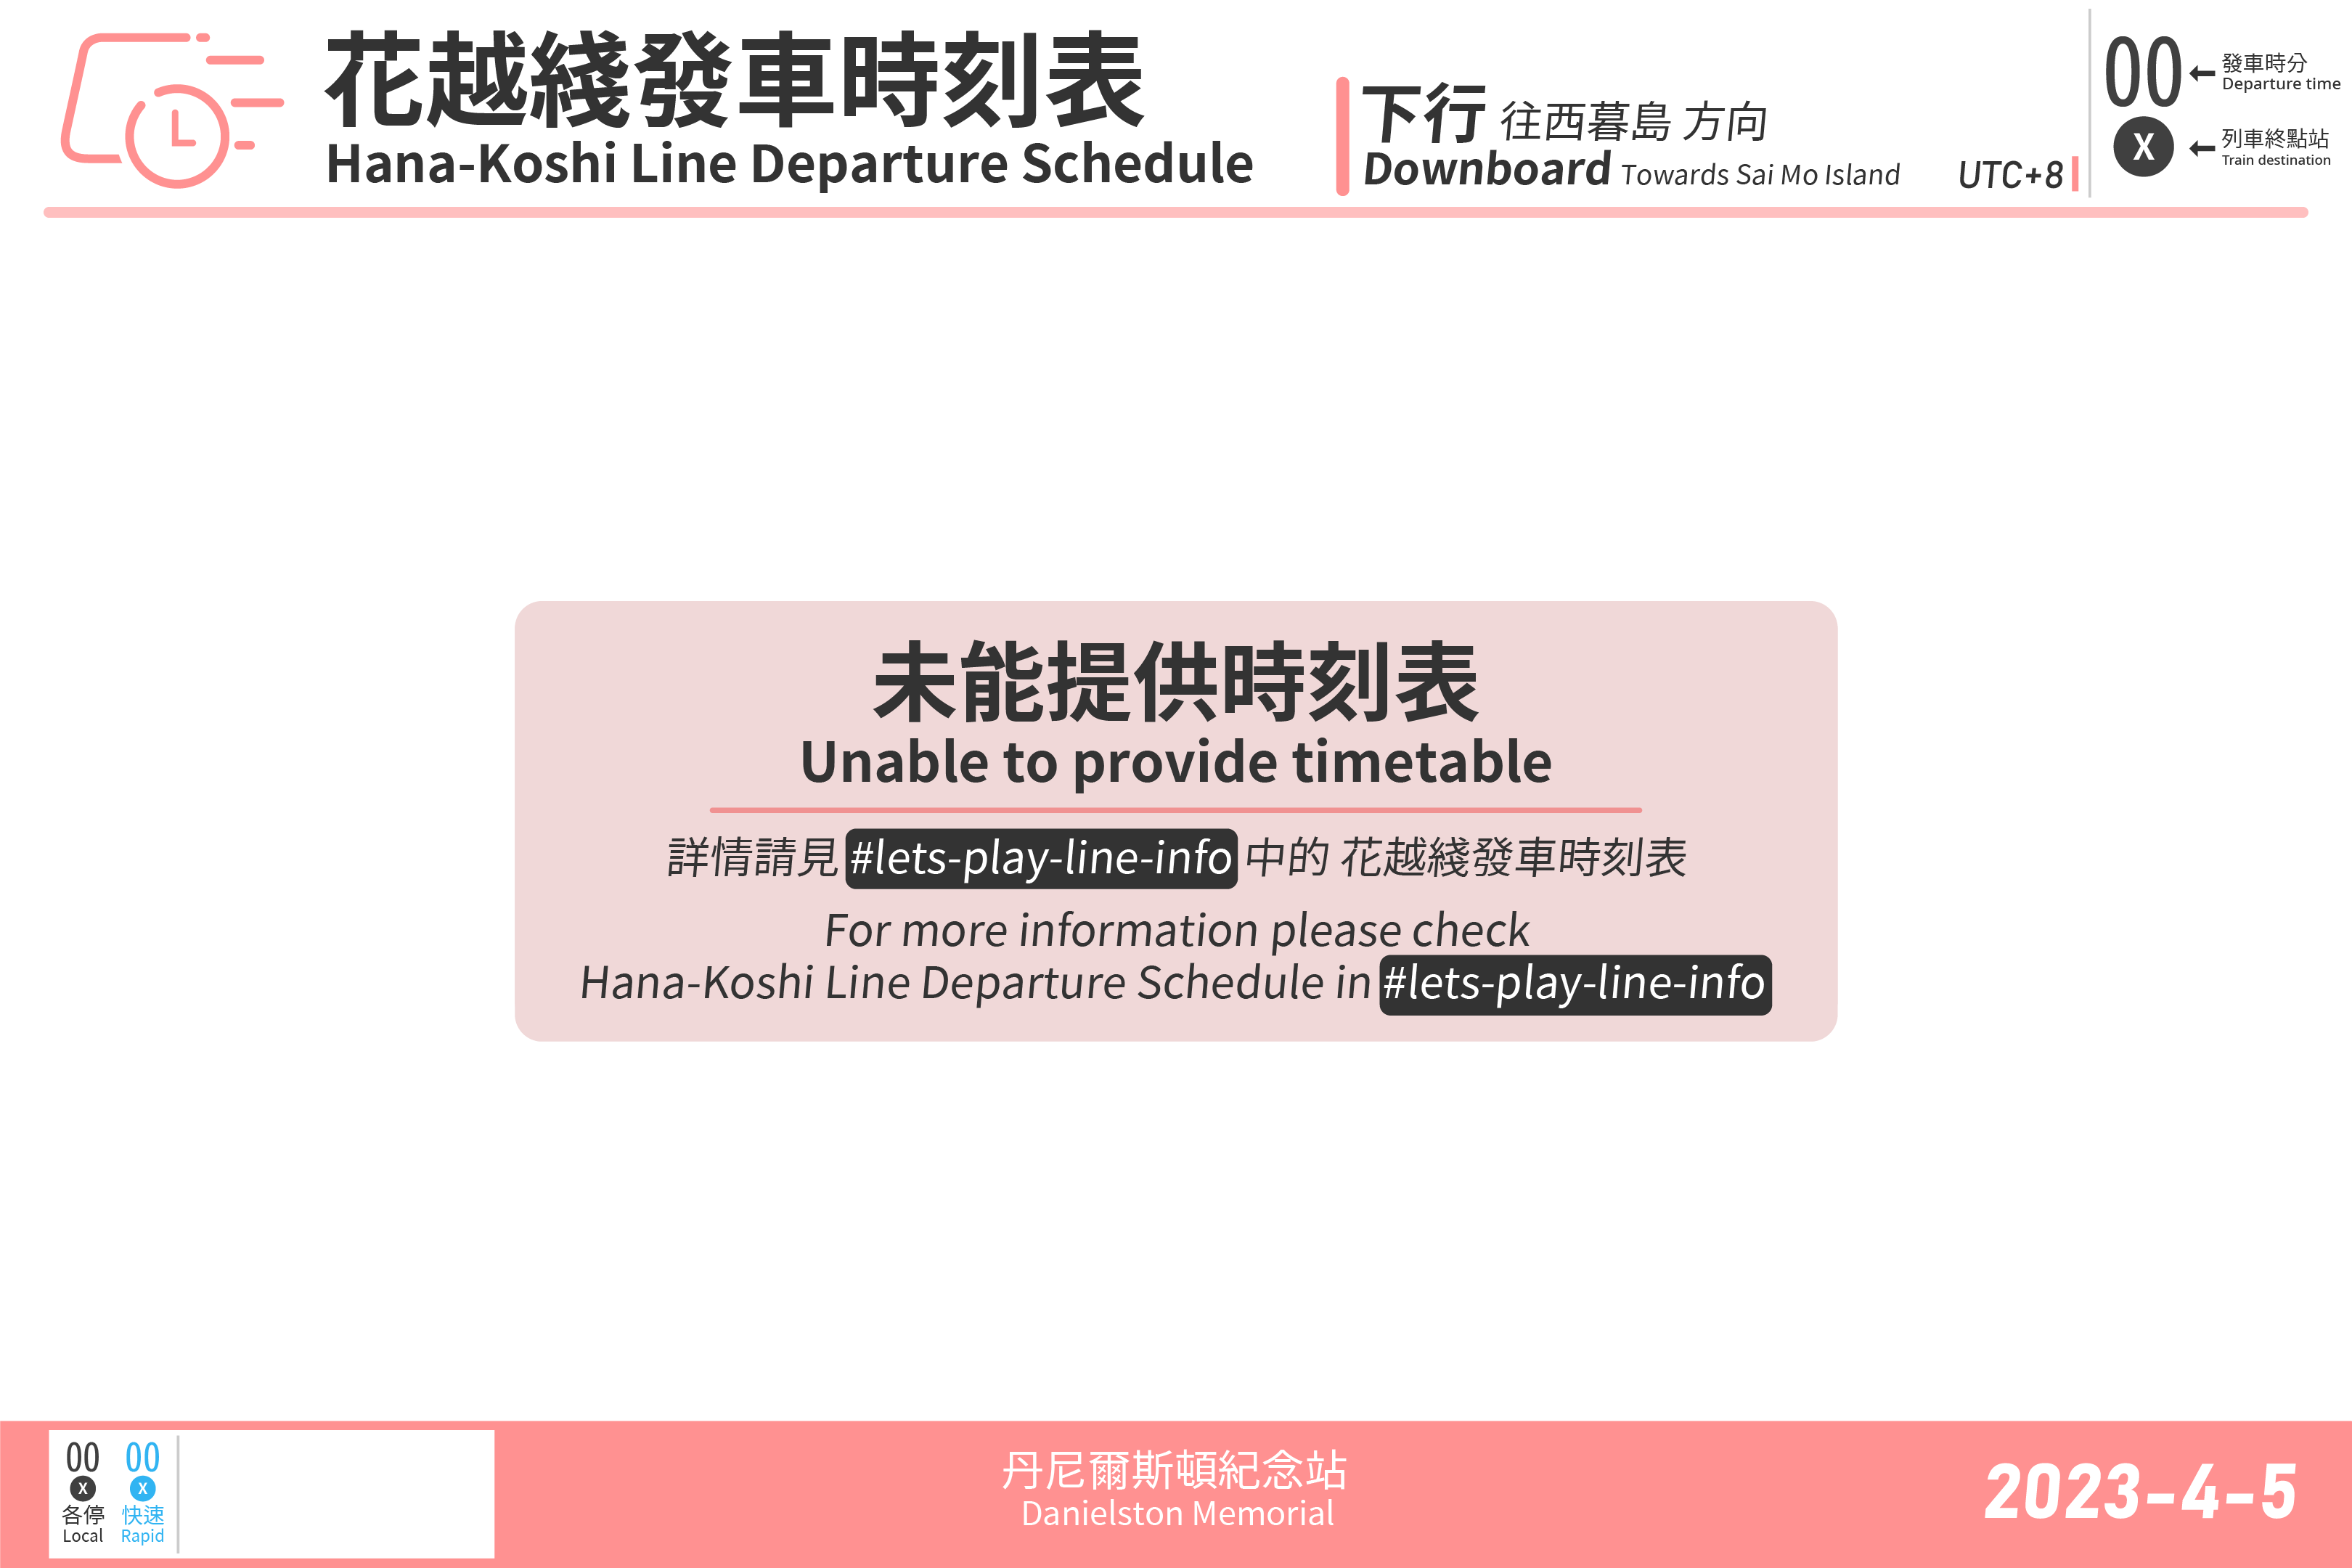 花越綫發車時刻表
Hana-Koshi Line Departure Schedule
下行 往西暮島 方向
Downboard Towards Sai Mo Island
UTC+8
00 ← 發車時分
Departure time
X ← 列車終點站
Train destination
未能提供時刻表
Unable to provide timetable
詳情請見 #lets-play-line-info 中的 花越綫發車時刻表
For more information please check
Hana-Koshi Line Departure Schedule in #lets-play-line-info
00 00
X X
各停 快速
Local Rapid
丹尼爾斯頓紀念站
Danielston Memorial
2023-4-5